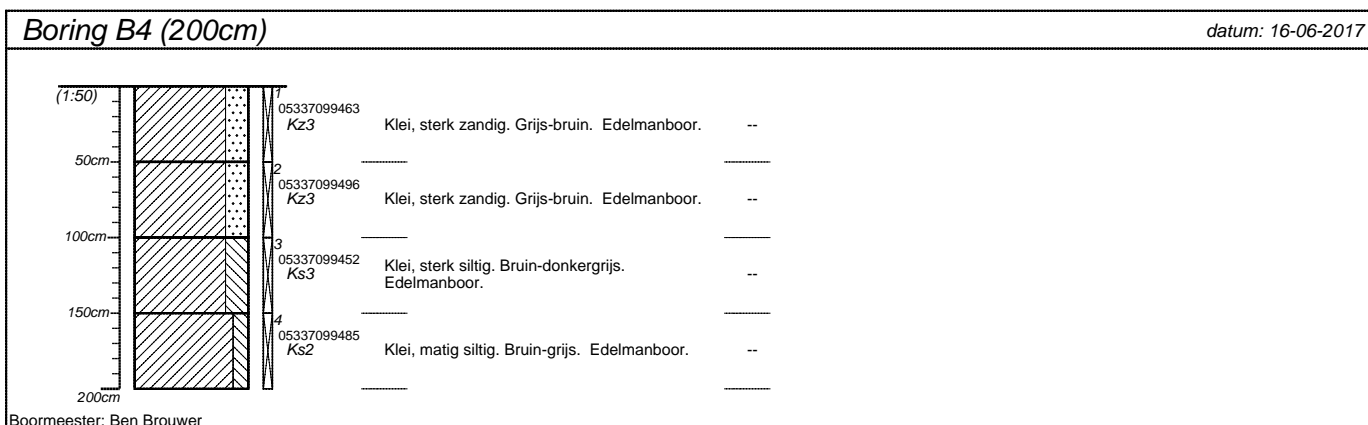 Boring B4 (200cm) datum: 16-06-2017
(1:50)
1
05337099463
Kz3 Klei, sterk zandig. Grijs-bruin. Edelmanboor. --
50cm
2
05337099496
Kz3 Klei, sterk zandig. Grijs-bruin. Edelmanboor. --
100cm
3
05337099452
Ks3 Klei, sterk siltig. Bruin-donkergrijs.
Edelmanboor. --
150cm
4
05337099485
Ks2 Klei, matig siltig. Bruin-grijs. Edelmanboor. --
200cm
Boormeester: Ben Brouwer